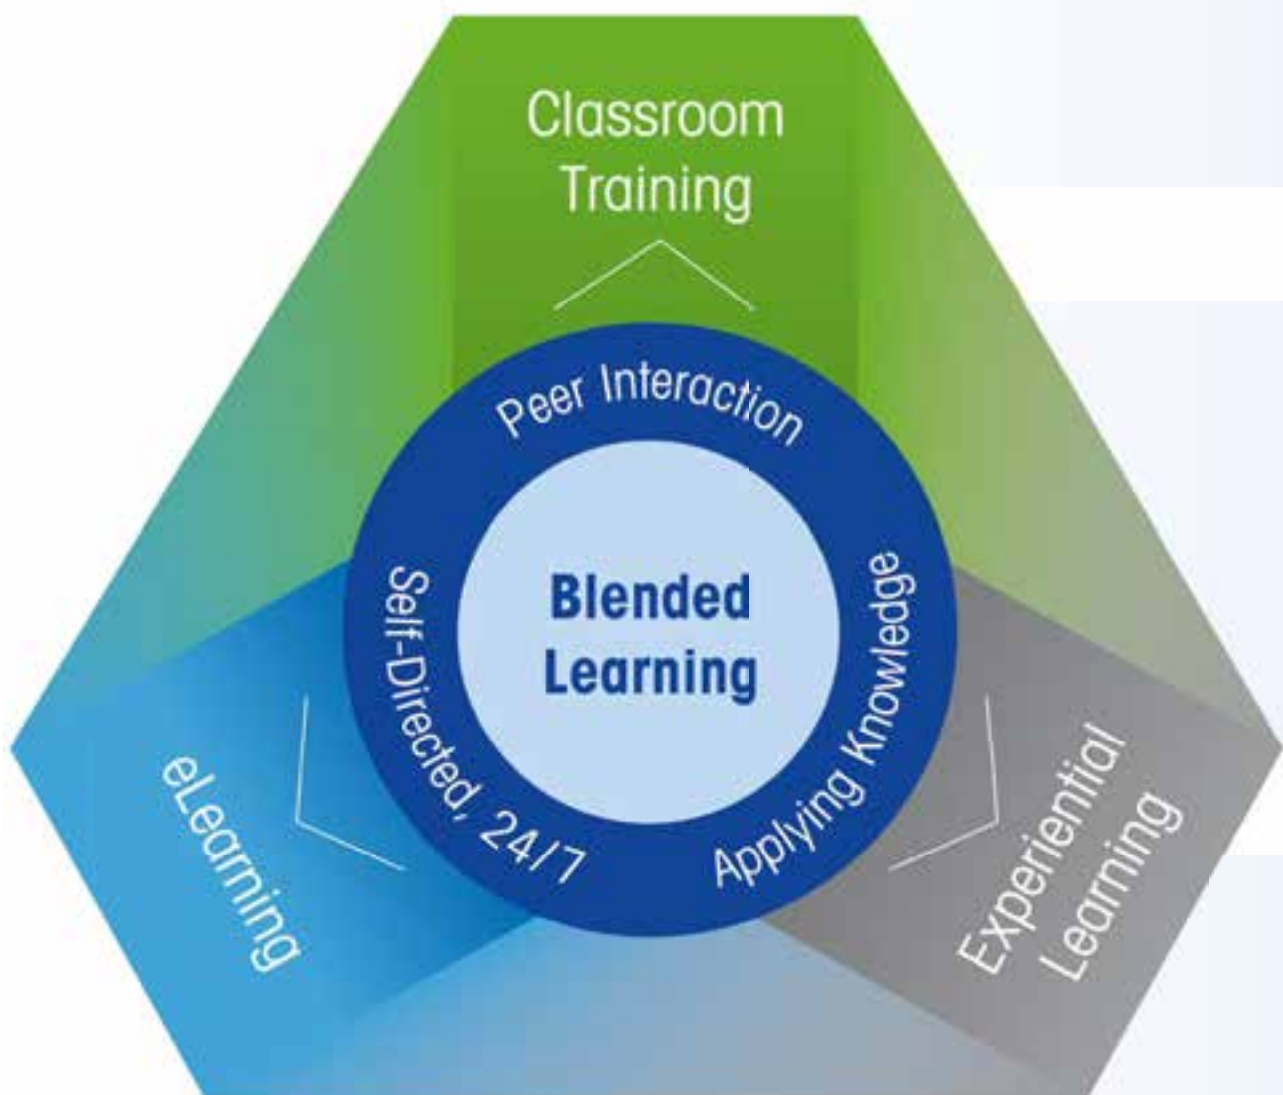 Classroom
Training
Peer Interaction
Blended
Learning
Self-Directed, 24/7
Applying Knowledge
eLearning
Experiential
Learning